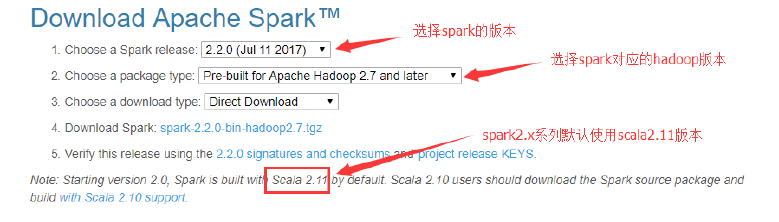 Download Apache Spark™
选择spark的版本
1. Choose a Spark release: 2.2.0 (Jul 11 2017)
选择spark对应的hadoop版本
2. Choose a package type: Pre-built for Apache Hadoop 2.7 and later
3. Choose a download type: Direct Download
4. Download Spark: spark-2.2.0-bin-hadoop2.7.tgz
spark2.x系列默认使用scala2.11版本
5. Verify this release using the 2.2.0 signatures and checksums and project release KEYS.
Note: Starting version 2.0, Spark is built with Scala 2.11 by default. Scala 2.10 users should download the Spark source package and
build with Scala 2.10 support.